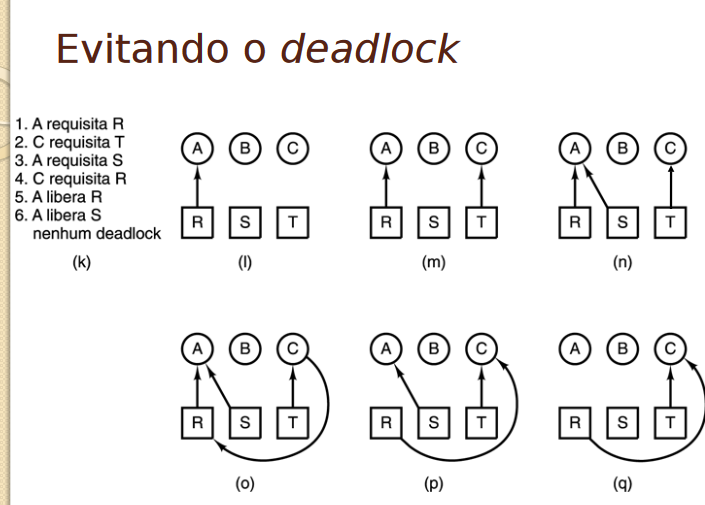 Evitando o deadlock
1. A requisita R
2. C requisita T
3. A requisita S
4. C requisita R
5. A libera R
6. A libera S
nenhum deadlock
(k)
A B C
R S T
(l)
A B C
R S T
(m)
A B C
R S T
(n)
A B C
R S T
(o)
A B C
R S T
(p)
A B C
R S T
(q)